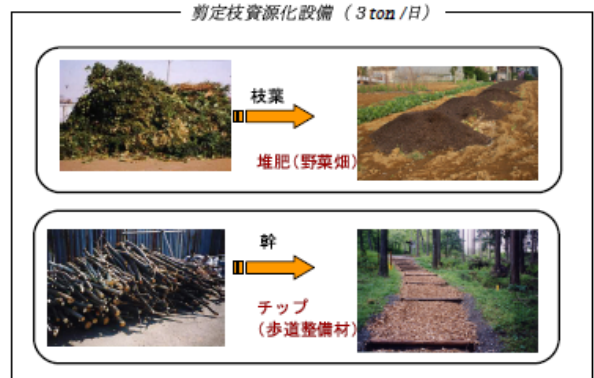 剪定枝資源化設備（３ton /日）
枝葉
堆肥（野菜畑）
幹
チップ
（歩道整備材）